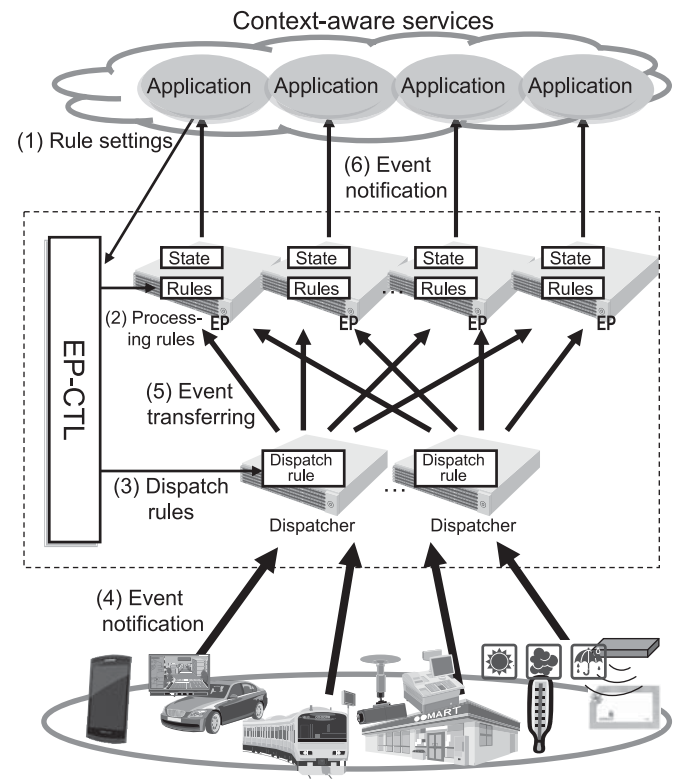 Context-aware services
Application Application Application Application
(1) Rule settings
(6) Event
notification
State State State State
Rules Rules ... Rules Rules
EP EP EP EP
(2) Process-
ing rules
EP-CTL
(5) Event
transferring
Dispatch
rule
Dispatch
rule
...
(3) Dispatch
rules
Dispatcher Dispatcher
(4) Event
notification
MART